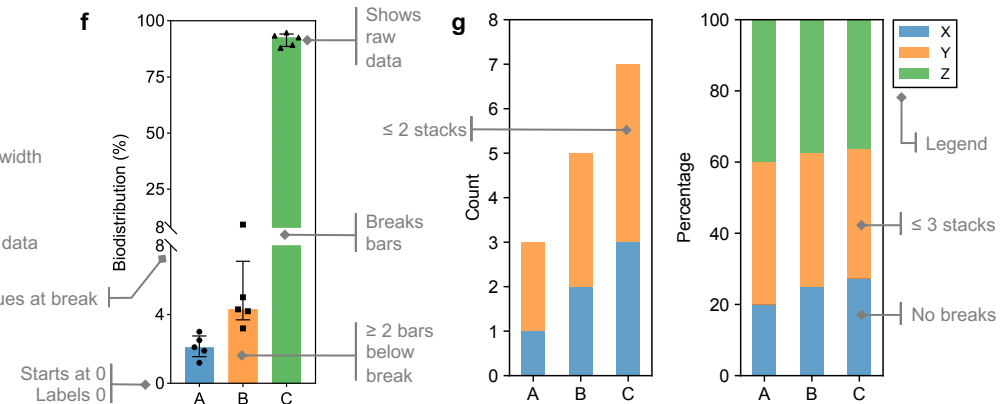 f
100
75
50
25
8
8
4
0
Biodistribution (%)
A B C
Shows
raw
data
width
data
Breaks
bars
ues at break
≥ 2 bars
below
break
Starts at 0
Labels 0
g
8
7
6
5
4
3
2
1
0
Count
A B C
≤ 2 stacks
100
80
60
40
20
0
Percentage
A B C
X
Y
Z
Legend
≤ 3 stacks
No breaks